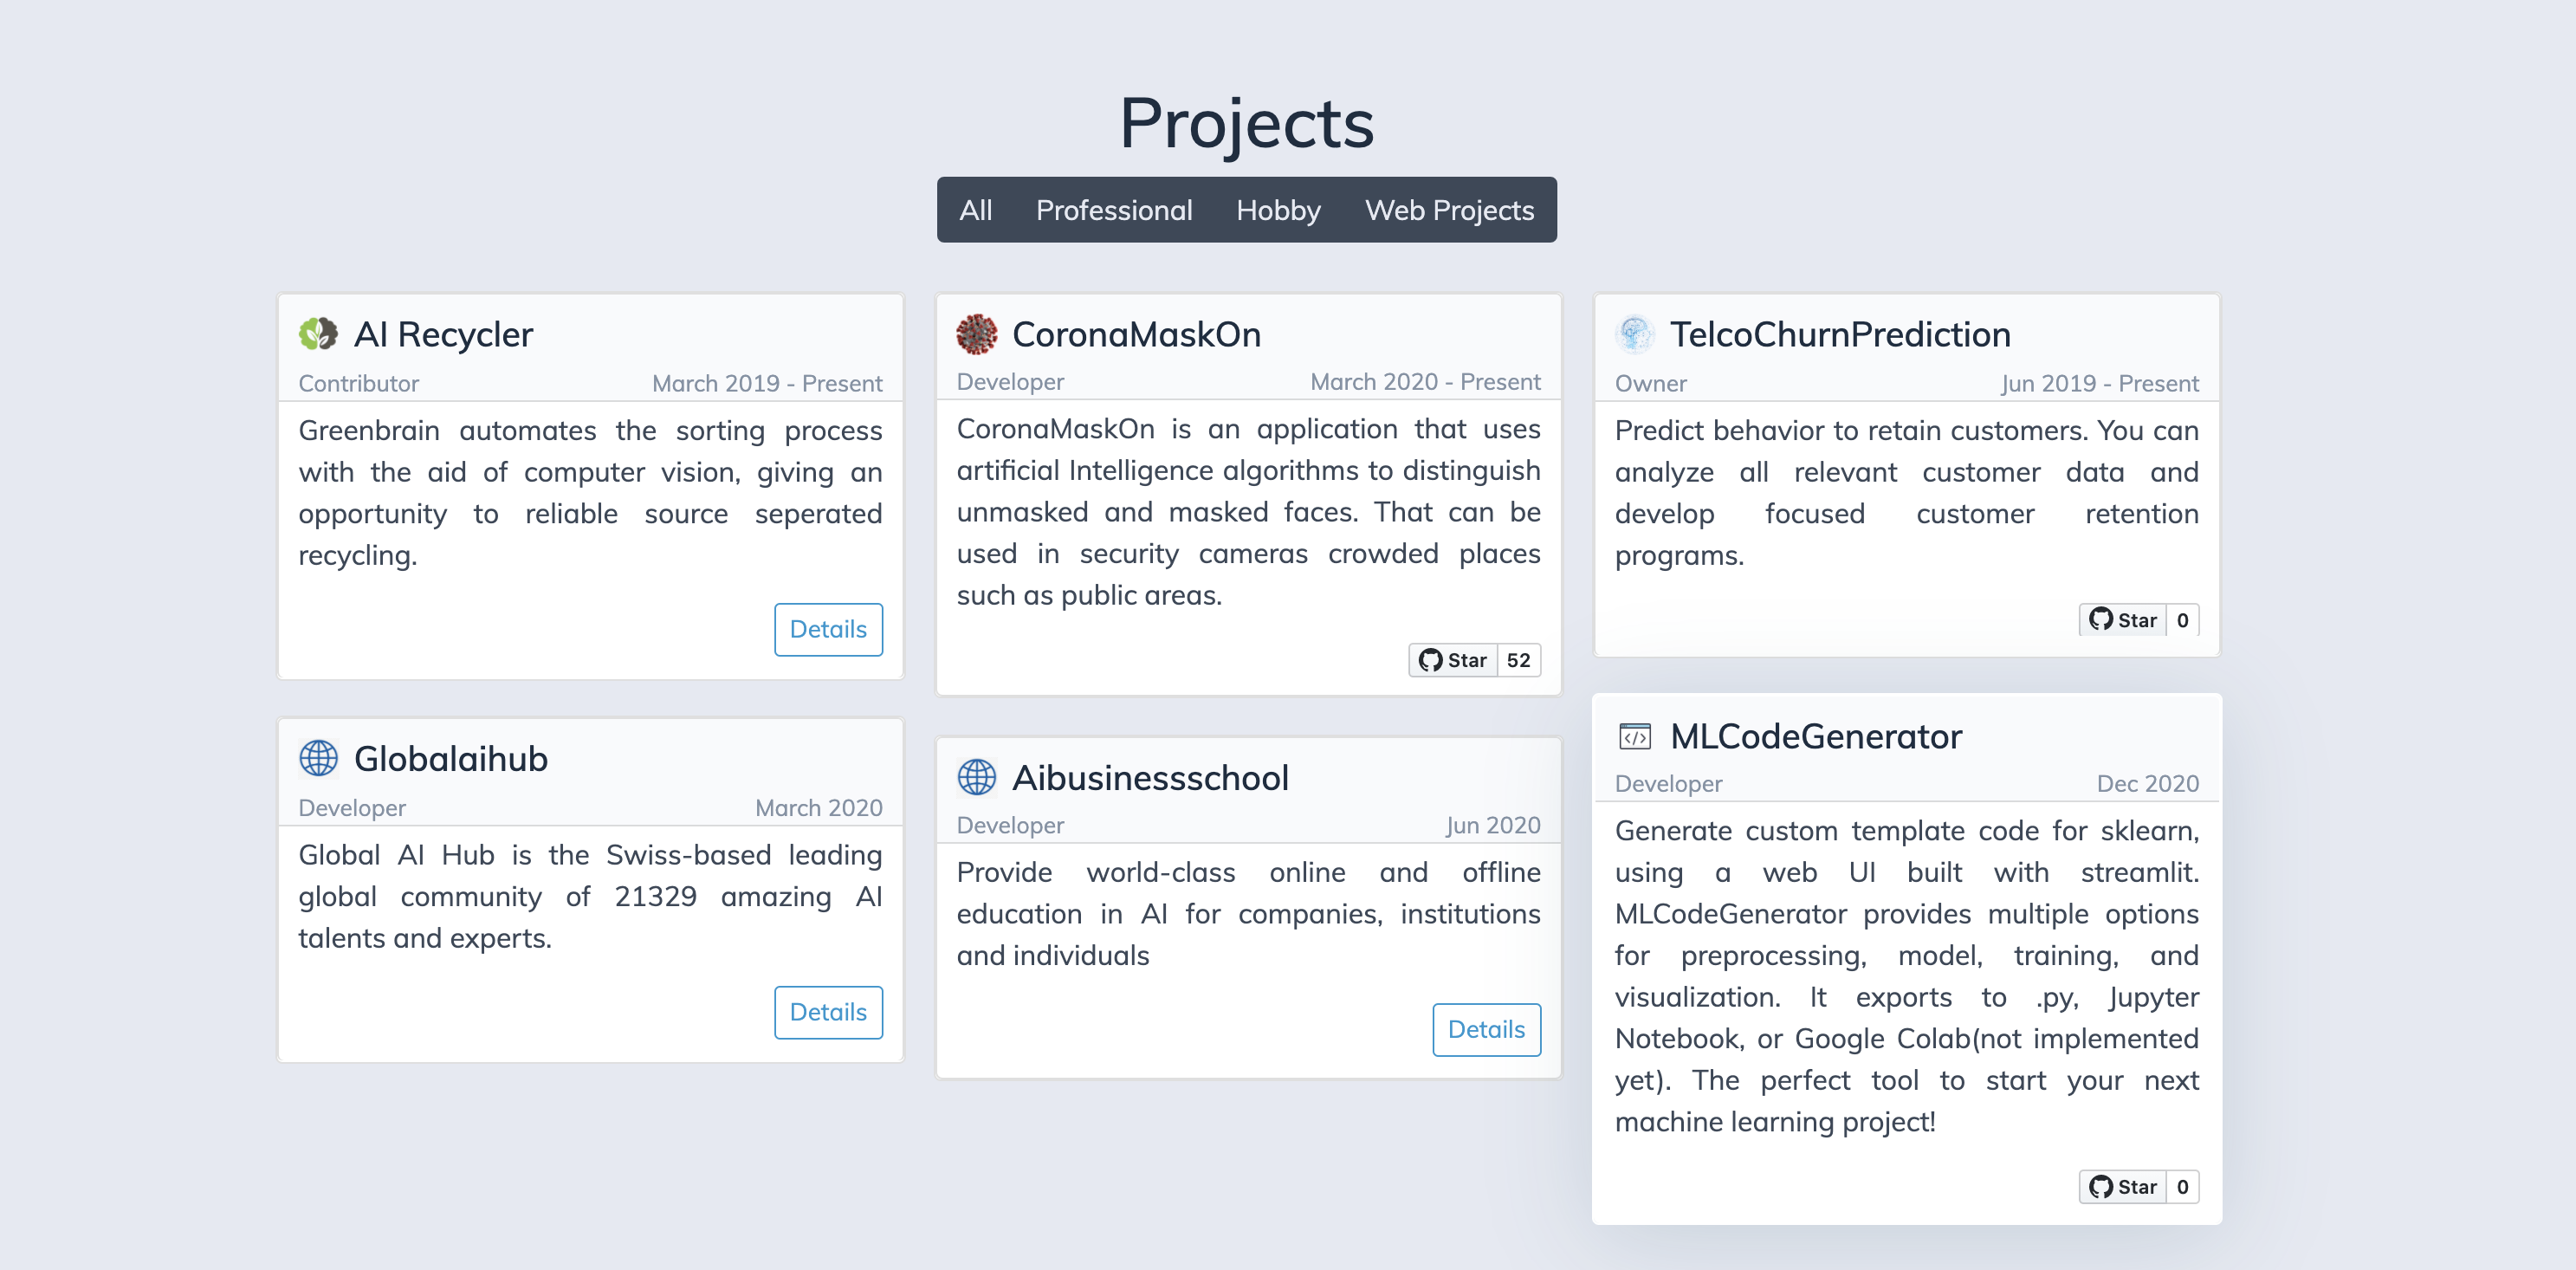 Projects
All Professional Hobby Web Projects
AI Recycler
Contributor March 2019 - Present
Greenbrain automates the sorting process
with the aid of computer vision, giving an
opportunity to reliable source seperated
recycling.
Details
CoronaMaskOn
Developer March 2020 - Present
CoronaMaskOn is an application that uses
artificial Intelligence algorithms to distinguish
unmasked and masked faces. That can be
used in security cameras crowded places
such as public areas.
Star 52
TelcoChurnPrediction
Owner Jun 2019 - Present
Predict behavior to retain customers. You can
analyze all relevant customer data and
develop focused customer retention
programs.
Star 0
Globalaihub
Developer March 2020
Global AI Hub is the Swiss-based leading
global community of 21329 amazing AI
talents and experts.
Details
Aibusinessschool
Developer Jun 2020
Provide world-class online and offline
education in AI for companies, institutions
and individuals
Details
MLCodeGenerator
Developer Dec 2020
Generate custom template code for sklearn,
using a web UI built with streamlit.
MLCodeGenerator provides multiple options
for preprocessing, model, training, and
visualization. It exports to .py, Jupyter
Notebook, or Google Colab(not implemented
yet). The perfect tool to start your next
machine learning project!
Star 0